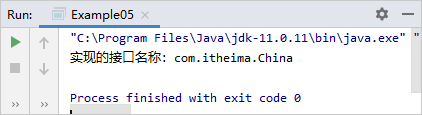 Run: Example05
"C:\Program Files\Java\jdk-11.0.11\bin\java.exe" "
实现的接口名称: com.itheima.China
Process finished with exit code 0